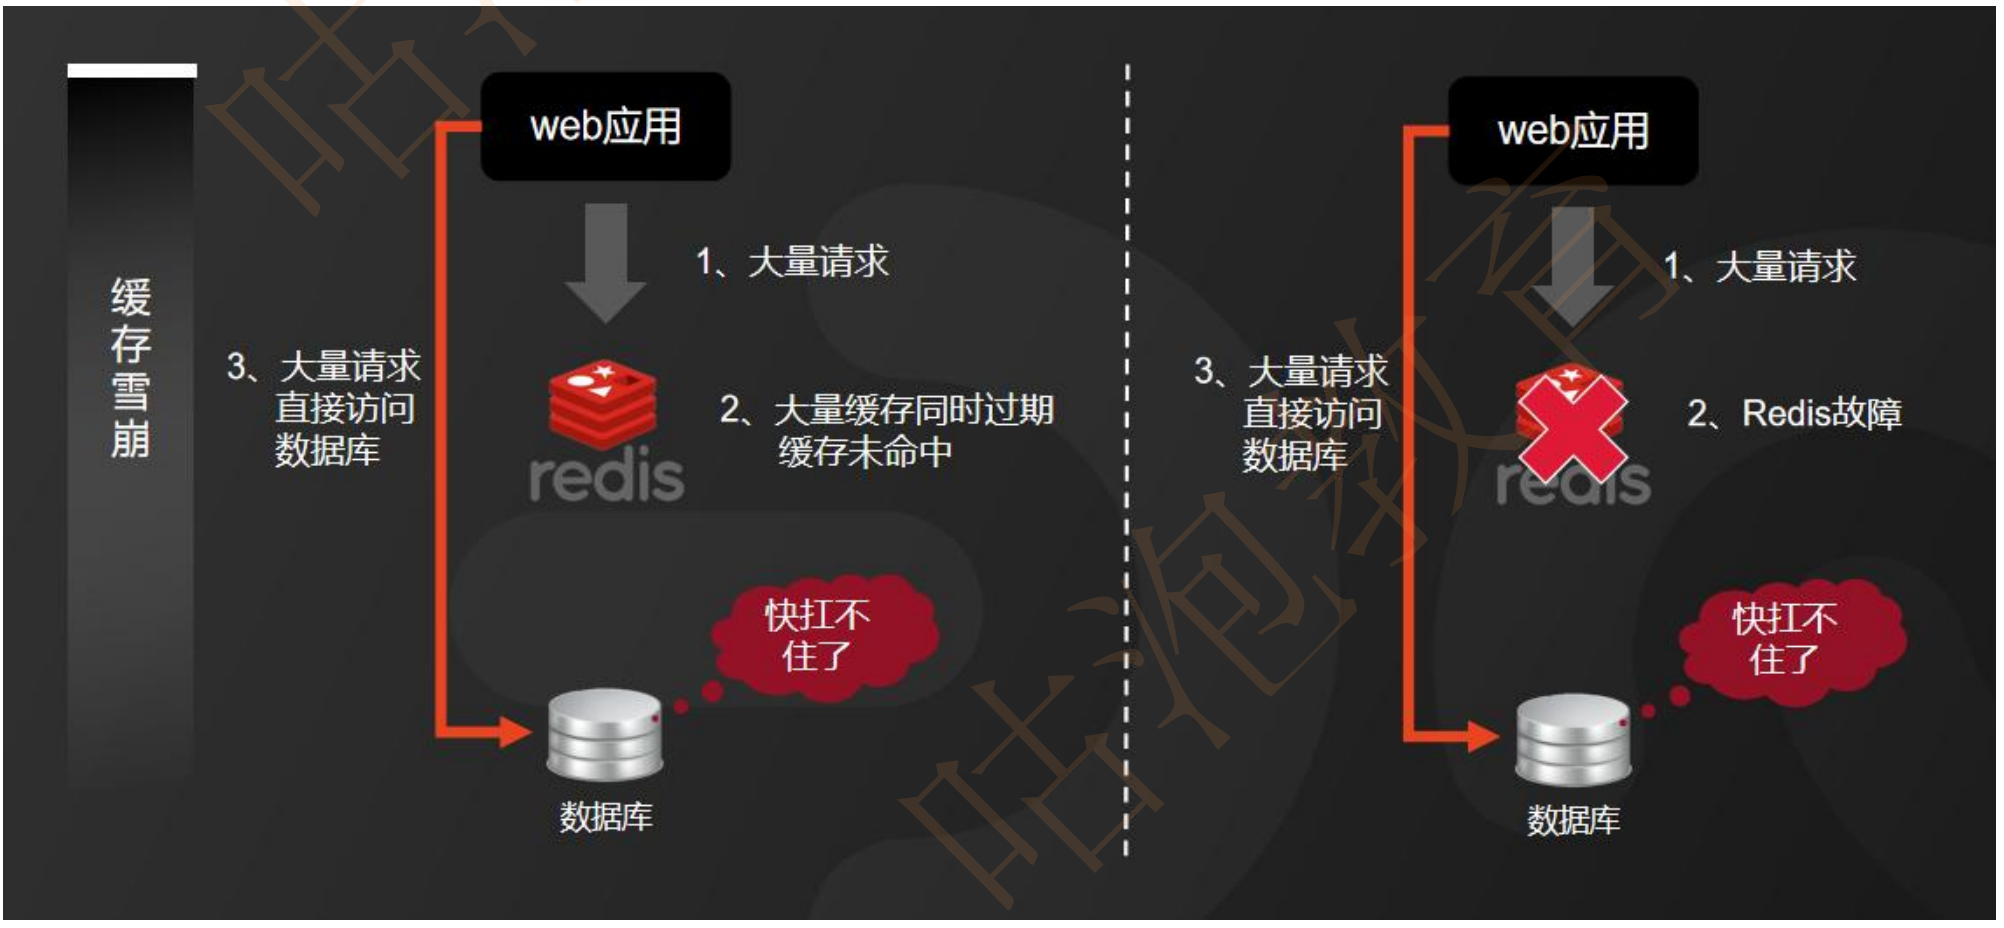 缓存雪崩
web应用
1、大量请求
3、大量请求
直接访问
数据库
2、大量缓存同时过期
缓存未命中
redis
快扛不
住了
数据库
web应用
1、大量请求
3、大量请求
直接访问
数据库
2、Redis故障
redis
快扛不
住了
数据库
咕泡教育